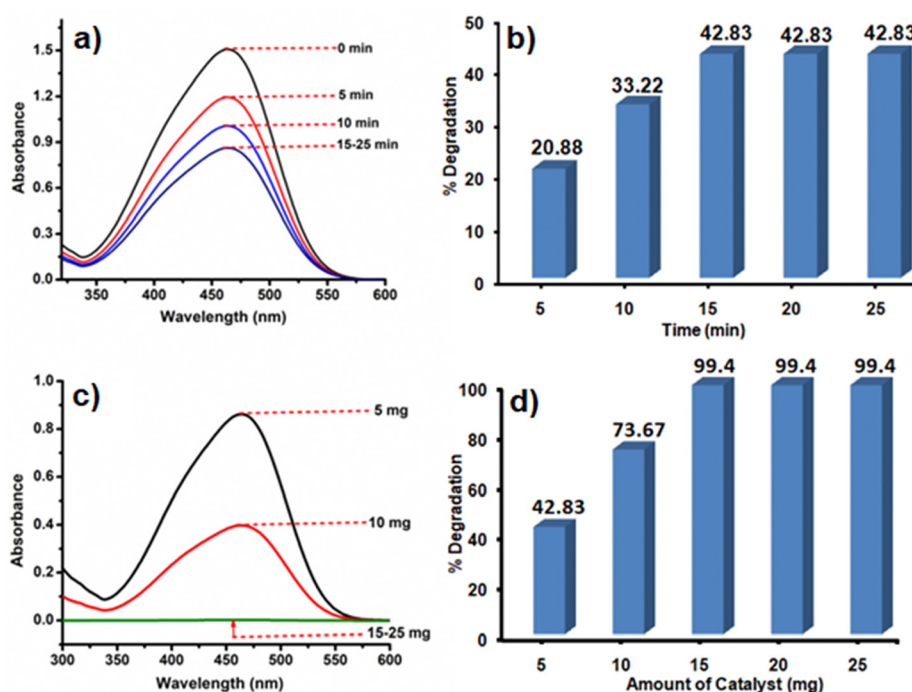 a)
0 min
5 min
10 min
15-25 min
1.5
1.2
0.9
0.6
0.3
0.0
Absorbance
350 400 450 500 550 600
Wavelength (nm)
b)
50
40
30
20
10
0
% Degradation
20.88
33.22
42.83
42.83
42.83
5 10 15 20 25
Time (min)
c)
5 mg
10 mg
15-25 mg
1.0
0.8
0.6
0.4
0.2
0.0
Absorbance
300 350 400 450 500 550 600
Wavelength (nm)
d)
100
80
60
40
20
0
% Degradation
42.83
73.67
99.4
99.4
99.4
5 10 15 20 25
Amount of Catalyst (mg)